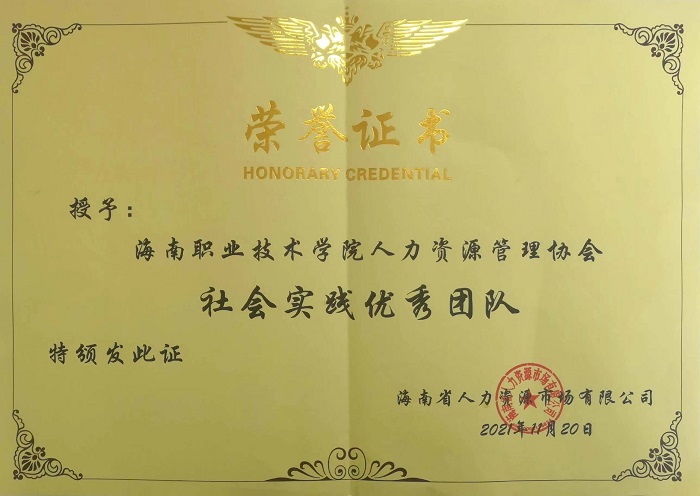 荣誉证书
HONORARY CREDENTIAL
授予：
海南职业技术学院人力资源管理协会
社会实践优秀团队
特颁发此证
海南省人力资源市场有限公司
2021年11月20日